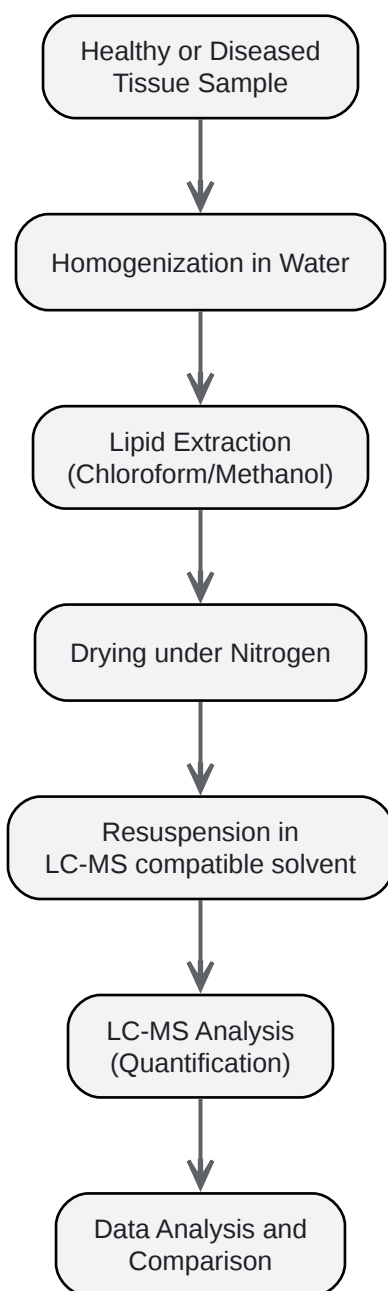 Healthy or Diseased
Tissue Sample
Homogenization in Water
Lipid Extraction
(Chloroform/Methanol)
Drying under Nitrogen
Resuspension in
LC-MS compatible solvent
LC-MS Analysis
(Quantification)
Data Analysis and
Comparison